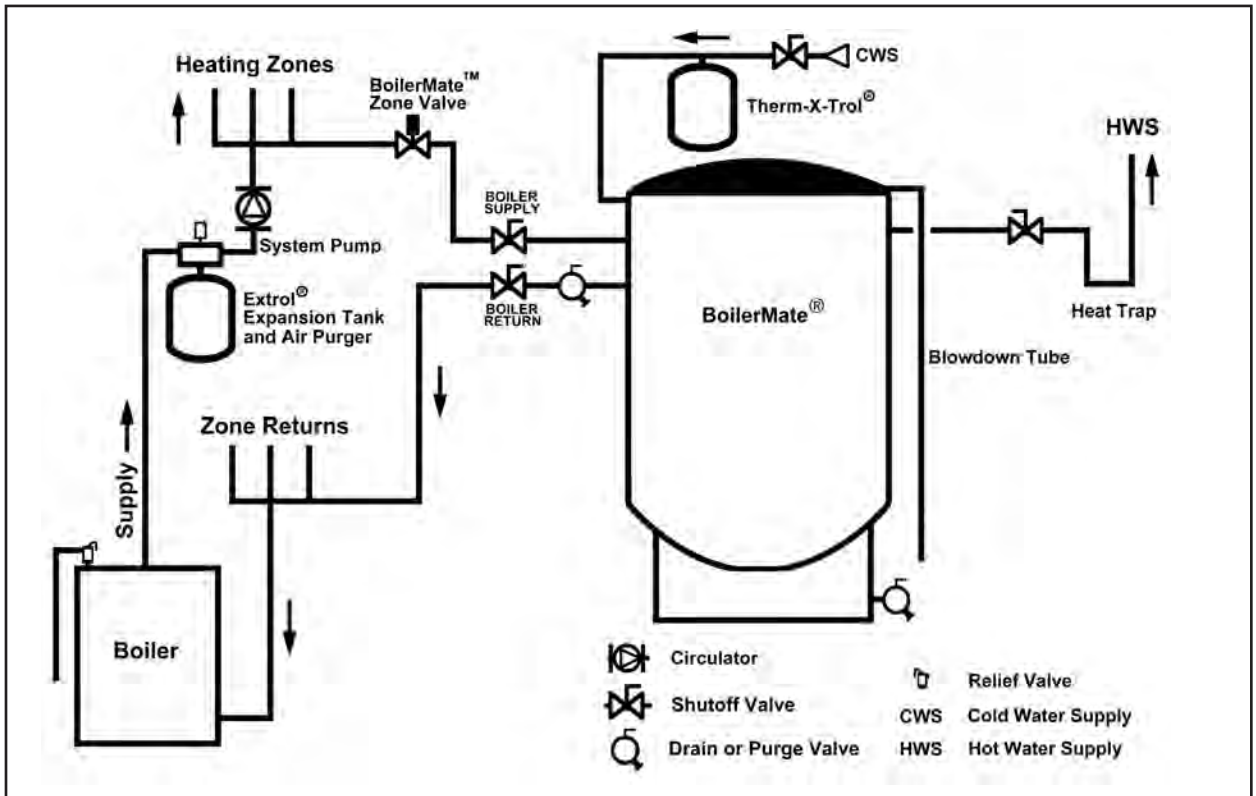 Heating Zones
BoilerMate™
Zone Valve
CWS
Therm-X-Trol®
HWS
BOILER
SUPPLY
System Pump
Extrol®
Expansion Tank
and Air Purger
BOILER
RETURN
BoilerMate®
Heat Trap
Blowdown Tube
Zone Returns
Supply
Boiler
Circulator
Shutoff Valve
Drain or Purge Valve
Relief Valve
CWS Cold Water Supply
HWS Hot Water Supply